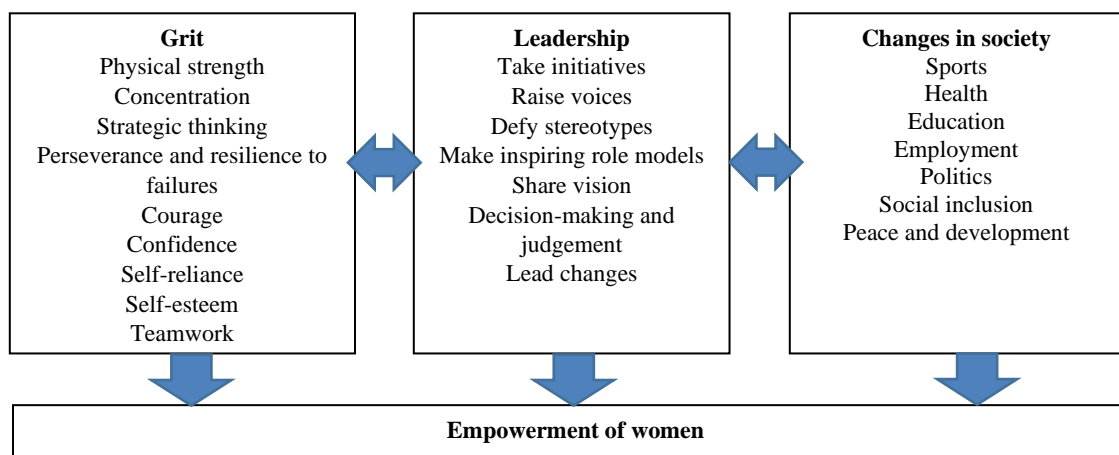 Grit
Physical strength
Concentration
Strategic thinking
Perseverance and resilience to
failures
Courage
Confidence
Self-reliance
Self-esteem
Teamwork
Leadership
Take initiatives
Raise voices
Defy stereotypes
Make inspiring role models
Share vision
Decision-making and
judgement
Lead changes
Changes in society
Sports
Health
Education
Employment
Politics
Social inclusion
Peace and development
Empowerment of women